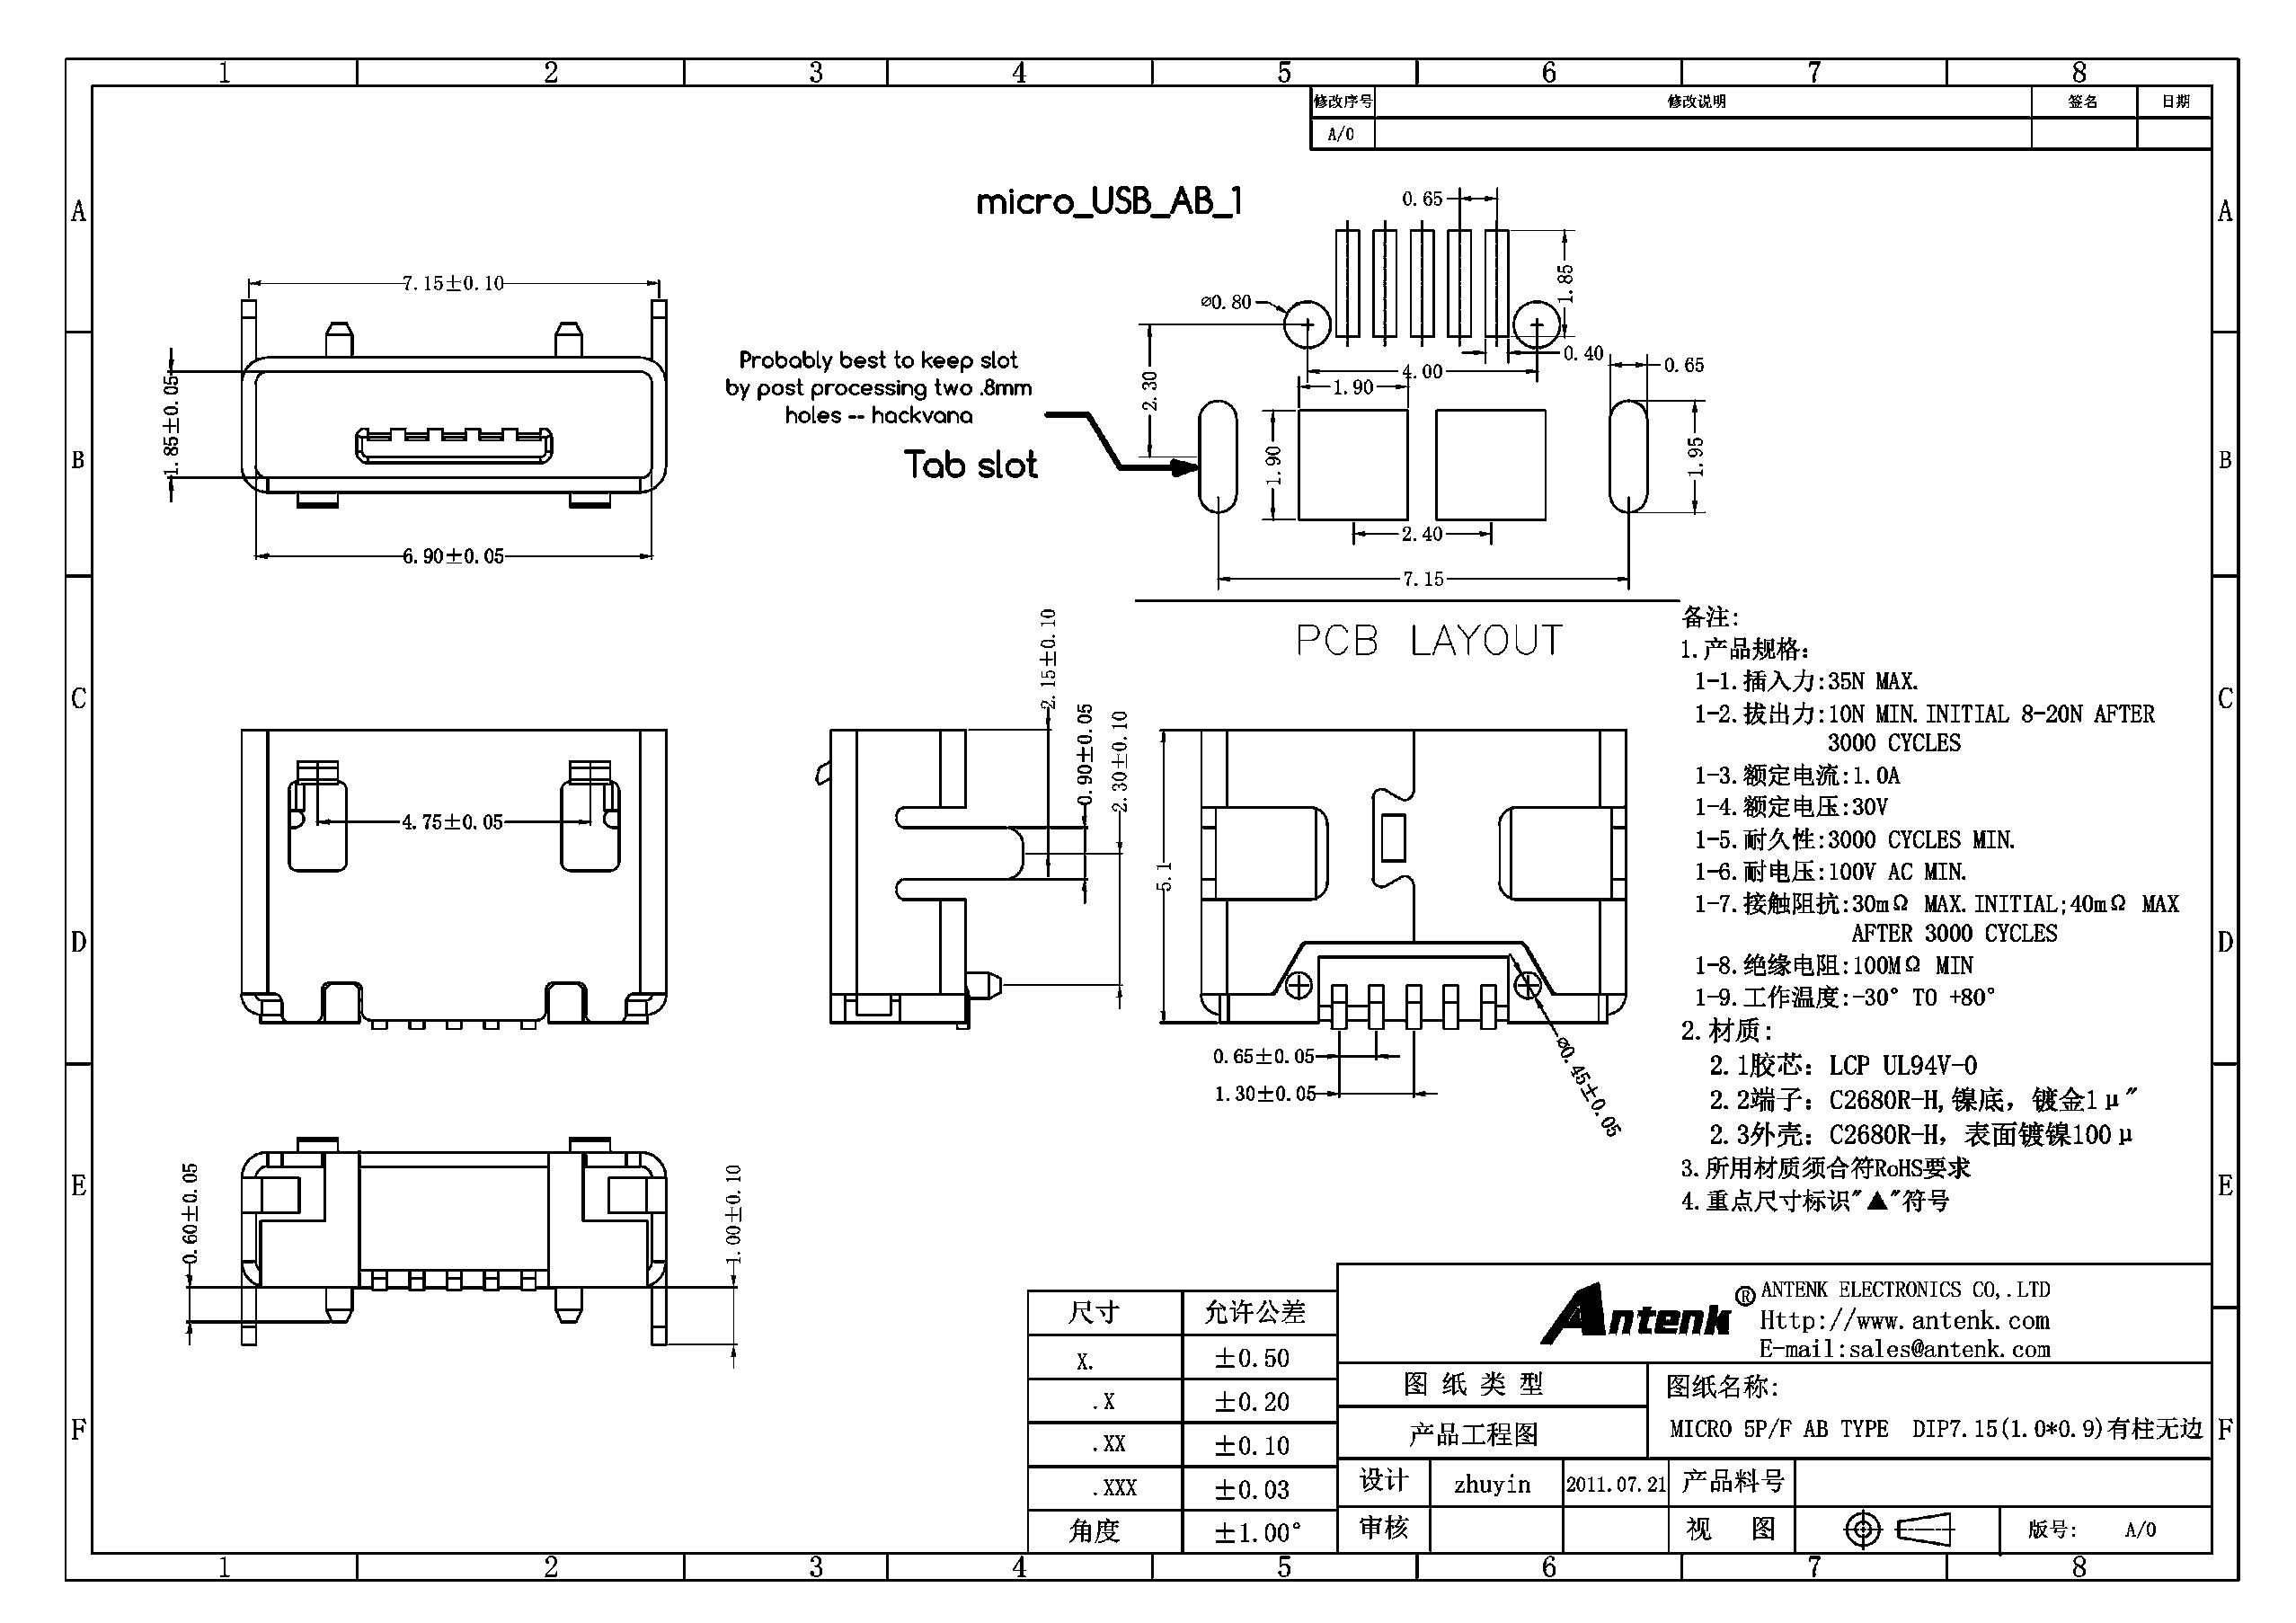 1 2 3 4 5 6 7 8
修改序号 修改说明 签名 日期
A/0
A A
micro_USB_AB_1
0.65
7.15±0.10
1.85
⌀0.80
B B
1.85±0.05
Probably best to keep slot
by post processing two .8mm
holes -- hackvana
Tab slot
2.30
0.40
4.00
0.65
1.90
1.90
1.95
2.40
6.90±0.05
7.15
PCB LAYOUT
C C
备注:
1.产品规格:
1-1.插入力:35N MAX.
1-2.拔出力:10N MIN.INITIAL 8-20N AFTER
3000 CYCLES
1-3.额定电流:1.0A
1-4.额定电压:30V
1-5.耐久性:3000 CYCLES MIN.
1-6.耐电压:100V AC MIN.
1-7.接触阻抗:30mΩ MAX.INITIAL;40mΩ MAX
AFTER 3000 CYCLES
1-8.绝缘电阻:100MΩ MIN
1-9.工作温度:-30° TO +80°
2.材质:
2.1胶芯: LCP UL94V-0
2.2端子: C2680R-H,镍底, 镀金1μ"
2.3外壳: C2680R-H, 表面镀镍100μ
3.所用材质须合符RoHS要求
4.重点尺寸标识"▲"符号
2.15±0.10
0.90±0.05
2.30±0.10
4.75±0.05
5.1
D D
0.65±0.05
1.30±0.05
⌀0.45±0.05
E E
0.60±0.05
1.00±0.10
尺寸 允许公差
X. ±0.50
.X ±0.20
.XX ±0.10
.XXX ±0.03
角度 ±1.00°
Antenk ®
ANTENK ELECTRONICS CO,.LTD
Http://www.antenk.com
E-mail:sales@antenk.com
图纸类型 图纸名称:
产品工程图 MICRO 5P/F AB TYPE DIP7.15(1.0*0.9)有柱无边
F F
设计 zhuyin 2011.07.21 产品料号
审核 视 图 版号: A/0
1 2 3 4 5 6 7 8